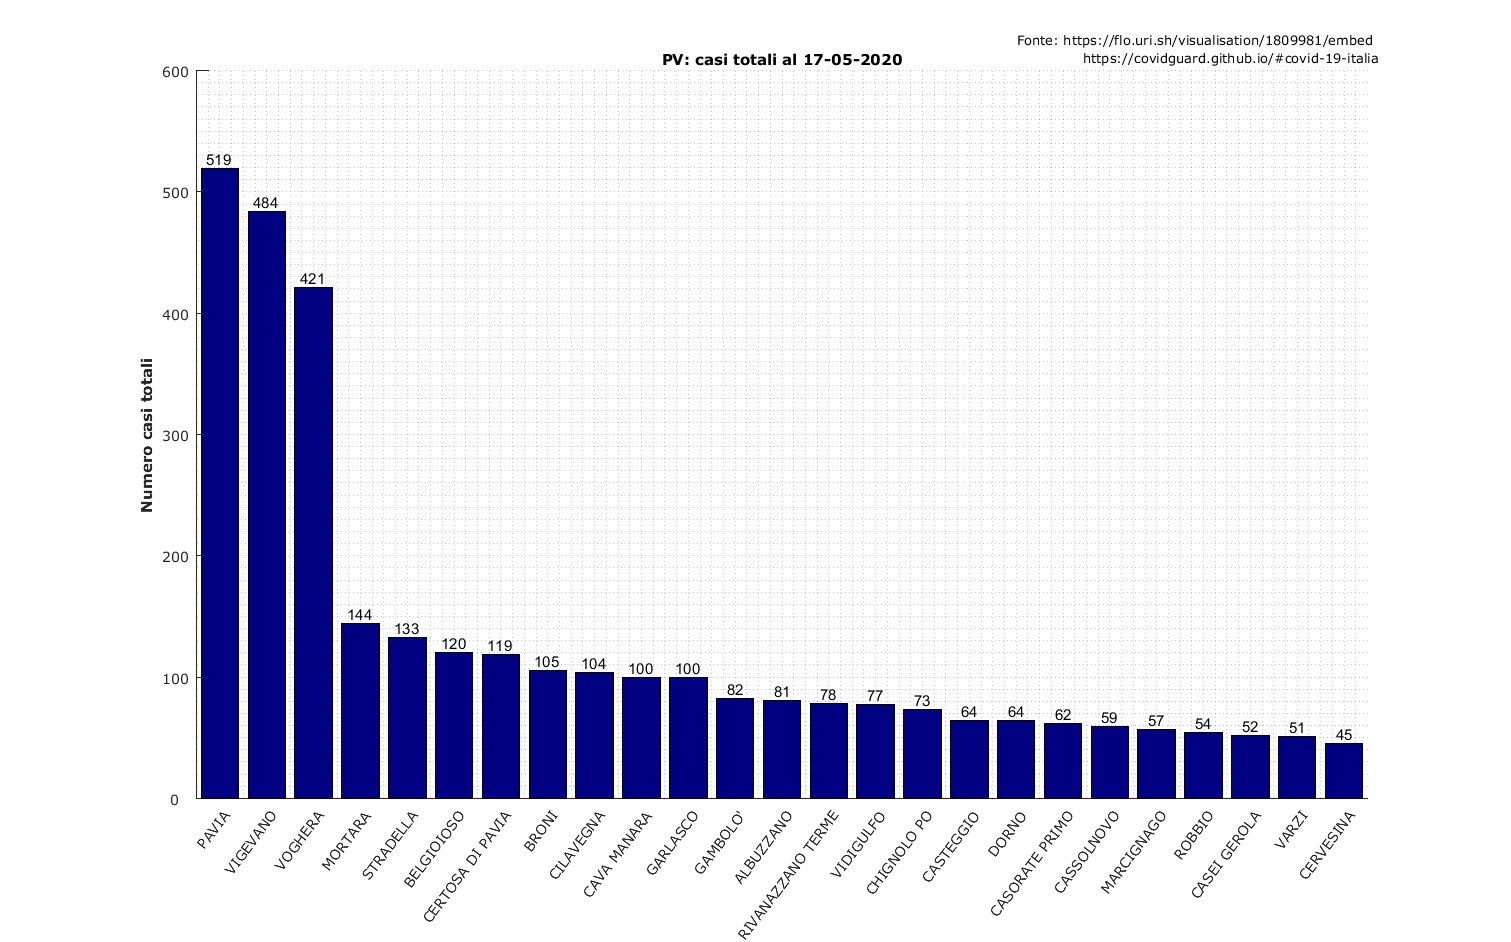 Fonte: https://flo.uri.sh/visualisation/1809981/embed
https://covidguard.github.io/#covid-19-italia
PV: casi totali al 17-05-2020
Numero casi totali
600
500
400
300
200
100
0
519
484
421
144
133
120
119
105
104
100
100
82
81
78
77
73
64
64
62
59
57
54
52
51
45
PAVIA
VIGEVANO
VOGHERA
MORTARA
STRADELLA
BELGIOIOSO
CERTOSA DI PAVIA
BRONI
CILAVEGNA
CAVA MANARA
GARLASCO
GAMBOLO'
ALBUZZANO
RIVANAZZANO TERME
VIDIGULFO
CHIGNOLO PO
CASTEGGIO
DORNO
CASORATE PRIMO
CASSOLNOVO
MARCIGNAGO
ROBBIO
CASEI GEROLA
VARZI
CERVESINA